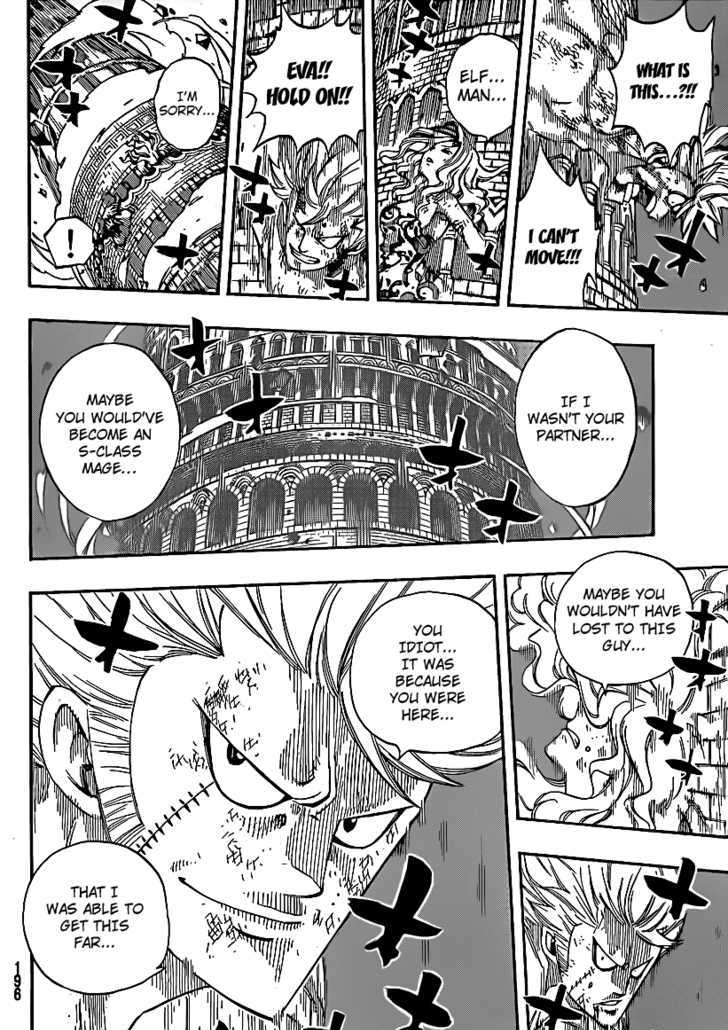 WHAT IS
THIS...?!!
I CAN'T
MOVE!!!
ELF...
MAN...
EVA!!
HOLD ON!!
I'M
SORRY...
!
IF I
WASN'T YOUR
PARTNER...
MAYBE
YOU WOULD'VE
BECOME AN
S-CLASS
MAGE...
MAYBE YOU
WOULDN'T HAVE
LOST TO THIS
GUY...
YOU
IDIOT...
IT WAS
BECAUSE
YOU WERE
HERE...
THAT I
WAS ABLE TO
GET THIS
FAR...
196